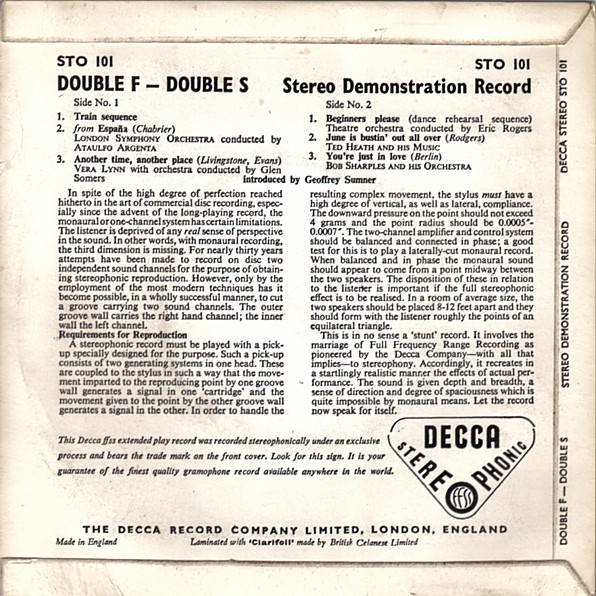 STO 101
STO 101
DOUBLE F — DOUBLE S
Stereo Demonstration Record
Side No. 1
1. Train sequence
2. from España (Chabrier)
LONDON SYMPHONY ORCHESTRA conducted by
ATAULFO ARGENTA
3. Another time, another place (Livingstone, Evans)
VERA LYNN with orchestra conducted by Glen
Somers
Side No. 2
1. Beginners please (dance rehearsal sequence)
Theatre orchestra conducted by Eric Rogers
2. June is bustin' out all over (Rodgers)
TED HEATH AND HIS MUSIC
3. You're just in love (Berlin)
BOB SHARPLES AND HIS ORCHESTRA
introduced by Geoffrey Sumner
In spite of the high degree of perfection reached
hitherto in the art of commercial disc recording, espec-
ially since the advent of the long-playing record, the
monaural or one-channel system has certain limitations.
The listener is deprived of any real sense of perspective
in the sound. In other words, with monaural recording,
the third dimension is missing. For nearly thirty years
attempts have been made to record on disc two
independent sound channels for the purpose of obtain-
ing stereophonic reproduction. However, only by the
employment of the most modern techniques has it
become possible, in a wholly successful manner, to cut
a groove carrying two sound channels. The outer
groove wall carries the right hand channel; the inner
wall the left channel.
Requirements for Reproduction
A stereophonic record must be played with a pick-
up specially designed for the purpose. Such a pick-up
consists of two generating systems in one head. These
are coupled to the stylus in such a way that the move-
ment imparted to the reproducing point by one groove
wall generates a signal in one 'cartridge' and the
movement given to the point by the other groove wall
generates a signal in the other. In order to handle the
resulting complex movement, the stylus must have a
high degree of vertical, as well as lateral, compliance.
The downward pressure on the point should not exceed
4 grams and the point radius should be 0.0005"-
0.0007". The two-channel amplifier and control system
should be balanced and connected in phase; a good
test for this is to play a laterally-cut monaural record.
When balanced and in phase the monaural sound
should appear to come from a point midway between
the two speakers. The disposition of these in relation
to the listener is important if the full stereophonic
effect is to be realised. In a room of average size, the
two speakers should be placed 8-12 feet apart and they
should form with the listener roughly the points of an
equilateral triangle.
This is in no sense a 'stunt' record. It involves the
marriage of Full Frequency Range Recording as
pioneered by the Decca Company—with all that
implies—to stereophony. Accordingly, it recreates in
a startlingly realistic manner the effects of actual per-
formance. The sound is given depth and breadth, a
sense of direction and degree of spaciousness which is
quite impossible by monaural means. Let the record
now speak for itself.
This Decca ffss extended play record was recorded stereophonically under an exclusive
process and bears the trade mark on the front cover. Look for this sign. It is your
guarantee of the finest quality gramophone record available anywhere in the world.
DECCA
STEREOPHONIC
FFSS
THE DECCA RECORD COMPANY LIMITED, LONDON, ENGLAND
Made in England
Laminated with 'Clarifoil' made by British Celanese Limited
DECCA STEREO STO 101
STEREO DEMONSTRATION RECORD
DOUBLE F — DOUBLE S